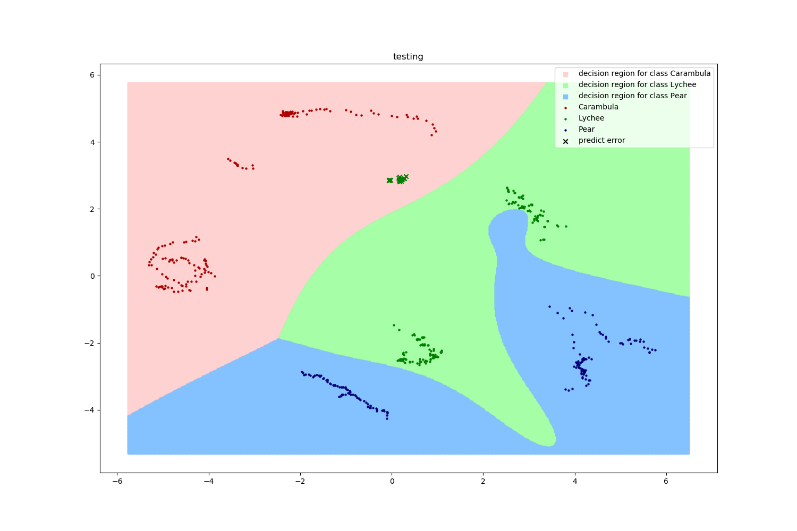 testing
decision region for class Carambula
decision region for class Lychee
decision region for class Pear
Carambula
Lychee
Pear
predict error
6
4
2
0
−2
−4
−6
−4
−2
0
2
4
6